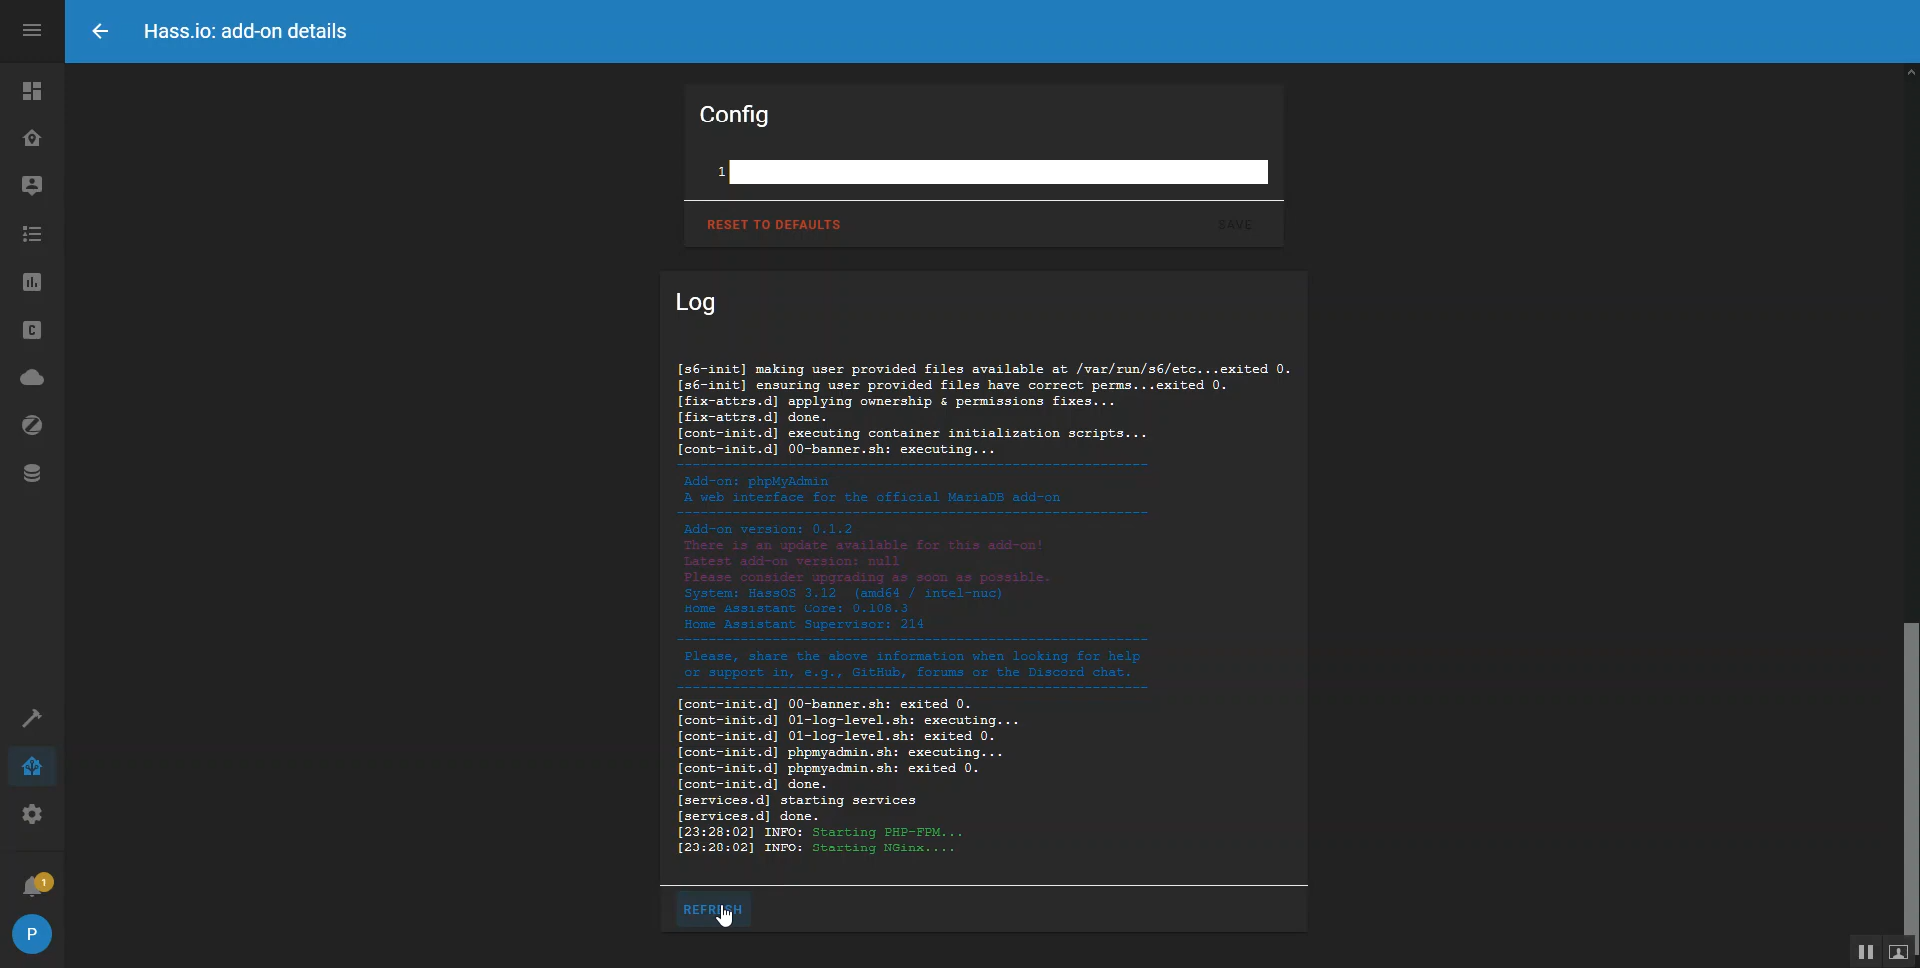 Hass.io: add-on details
Config
1
RESET TO DEFAULTS
SAVE
Log
[s6-init] making user provided files available at /var/run/s6/etc...exited 0.
[s6-init] ensuring user provided files have correct perms...exited 0.
[fix-attrs.d] applying ownership & permissions fixes...
[fix-attrs.d] done.
[cont-init.d] executing container initialization scripts...
[cont-init.d] 00-banner.sh: executing...
-----------------------------------------------------------
Add-on: phpMyAdmin
A web interface for the official MariaDB add-on
-----------------------------------------------------------
Add-on version: 0.1.2
There is an update available for this add-on!
Latest add-on version: null
Please consider upgrading as soon as possible.
System: HassOS 3.12  (amd64 / intel-nuc)
Home Assistant Core: 0.108.3
Home Assistant Supervisor: 214
-----------------------------------------------------------
Please, share the above information when looking for help
or support in, e.g., GitHub, forums or the Discord chat.
-----------------------------------------------------------
[cont-init.d] 00-banner.sh: exited 0.
[cont-init.d] 01-log-level.sh: executing...
[cont-init.d] 01-log-level.sh: exited 0.
[cont-init.d] phpmyadmin.sh: executing...
[cont-init.d] phpmyadmin.sh: exited 0.
[cont-init.d] done.
[services.d] starting services
[services.d] done.
[23:28:02] INFO: Starting PHP-FPM...
[23:28:02] INFO: Starting NGinx....
1
REFRESH
P